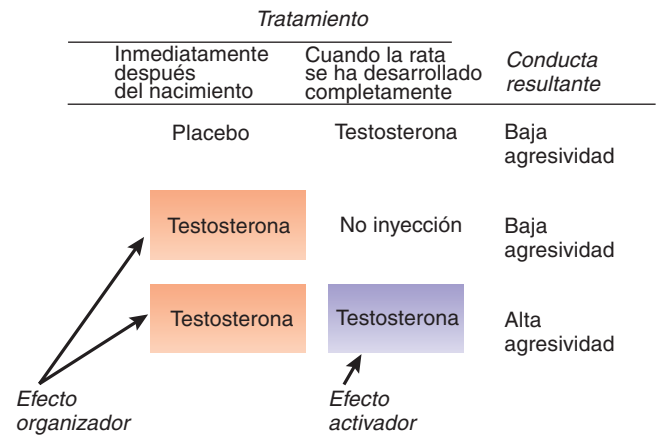 Tratamiento
Inmediatamente
después
del nacimiento
Cuando la rata
se ha desarrollado
completamente
Conducta
resultante
Placebo
Testosterona
Baja
agresividad
Testosterona
No inyección
Baja
agresividad
Testosterona
Testosterona
Alta
agresividad
Efecto
organizador
Efecto
activador